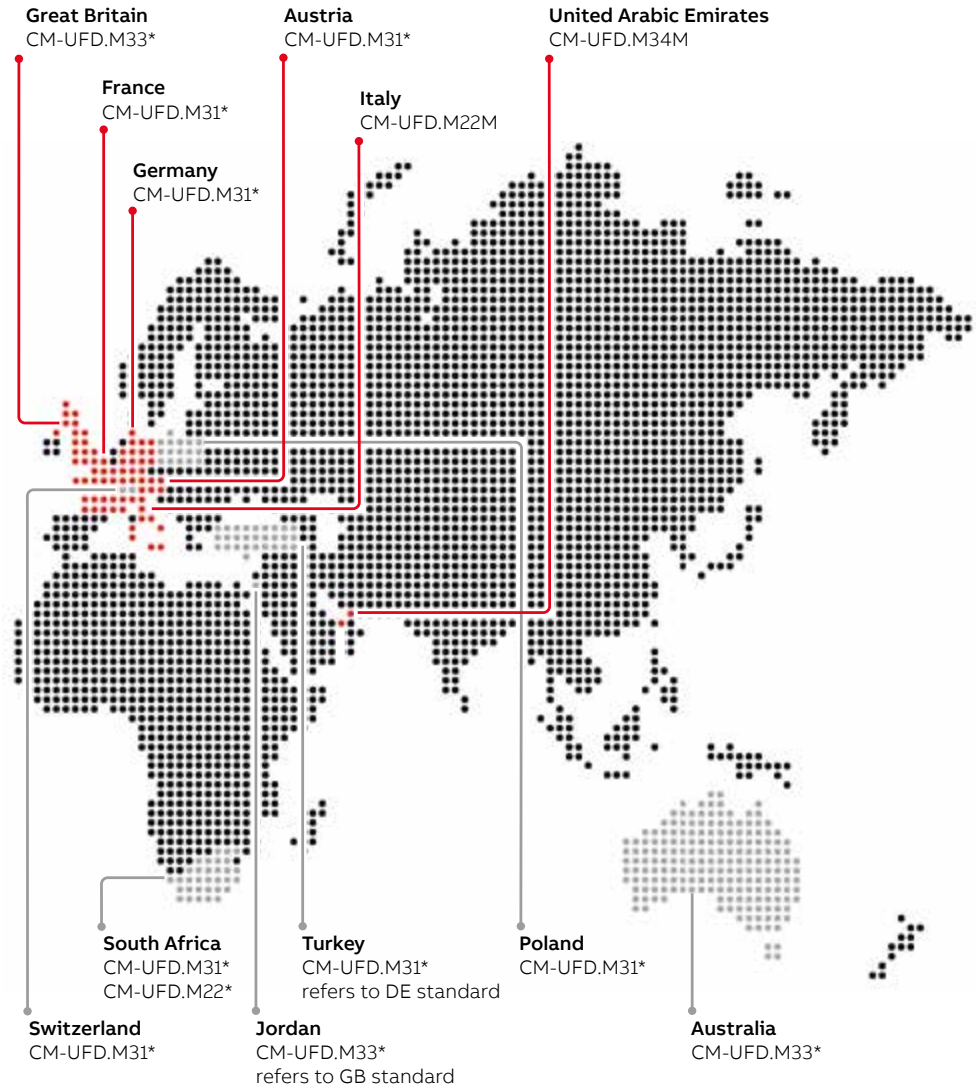 Great Britain
CM-UFD.M33*
Austria
CM-UFD.M31*
United Arabic Emirates
CM-UFD.M34M
France
CM-UFD.M31*
Italy
CM-UFD.M22M
Germany
CM-UFD.M31*
South Africa
CM-UFD.M31*
CM-UFD.M22*
Turkey
CM-UFD.M31*
refers to DE standard
Poland
CM-UFD.M31*
Switzerland
CM-UFD.M31*
Jordan
CM-UFD.M33*
refers to GB standard
Australia
CM-UFD.M33*